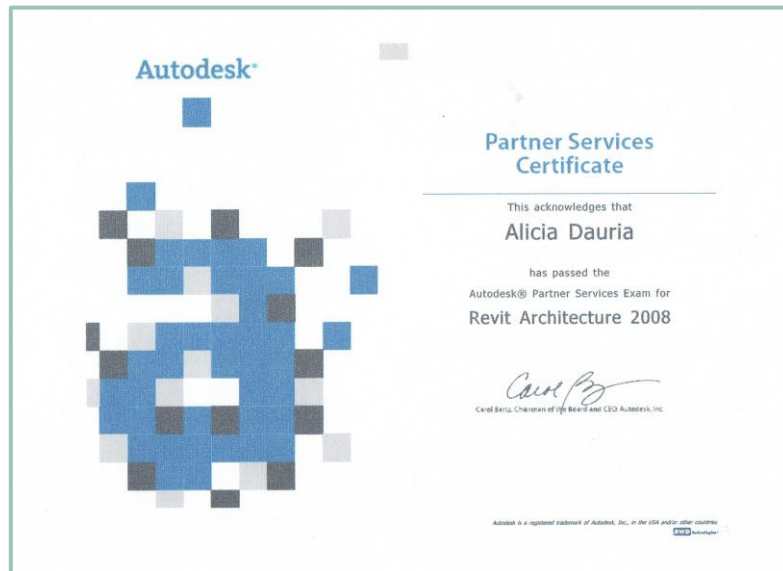 Autodesk®
Partner Services
Certificate
This acknowledges that
Alicia Dauria
has passed the
Autodesk® Partner Services Exam for
Revit Architecture 2008
Carol Bartz, Chairman of the Board and CEO, Autodesk, Inc.
Autodesk is a registered trademark of Autodesk, Inc., in the USA and/or other countries
RWD Technologies